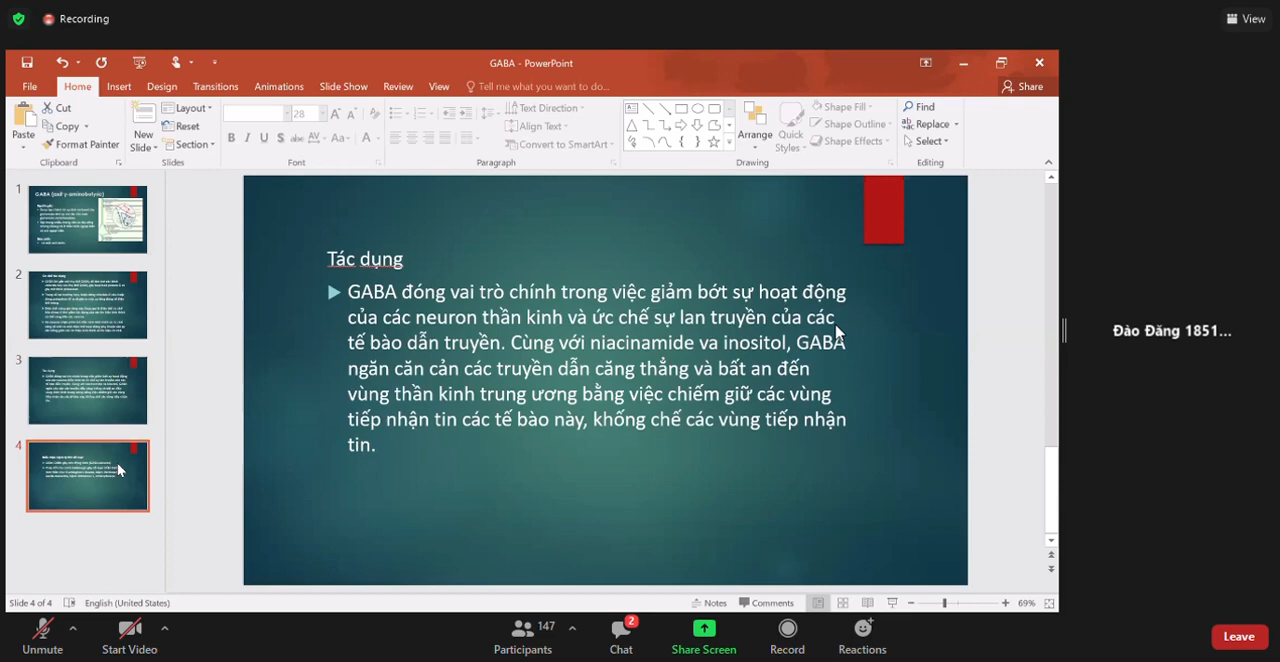 Recording
View
GABA - PowerPoint
File Home Insert Design Transitions Animations Slide Show Review View Tell me what you want to do... Share
Paste
Cut
Copy
Format Painter
Clipboard
New Slide
Layout
Reset
Section
Slides
28
Font
Text Direction
Align Text
Convert to SmartArt
Paragraph
Arrange
Quick Styles
Shape Fill
Shape Outline
Shape Effects
Drawing
Find
Replace
Select
Editing
1
GABA
2
3
4
Tác dụng
GABA đóng vai trò chính trong việc giảm bớt sự hoạt động
của các neuron thần kinh và ức chế sự lan truyền của các
tế bào dẫn truyền. Cùng với niacinamide va inositol, GABA
ngăn căn cản các truyền dẫn căng thẳng và bất an đến
vùng thần kinh trung ương bằng việc chiếm giữ các vùng
tiếp nhận tin các tế bào này, khống chế các vùng tiếp nhận
tin.
Đào Đăng 1851...
Slide 4 of 4 English (United States) Notes Comments 69%
Unmute Start Video Participants 147 Chat 2 Share Screen Record Reactions Leave